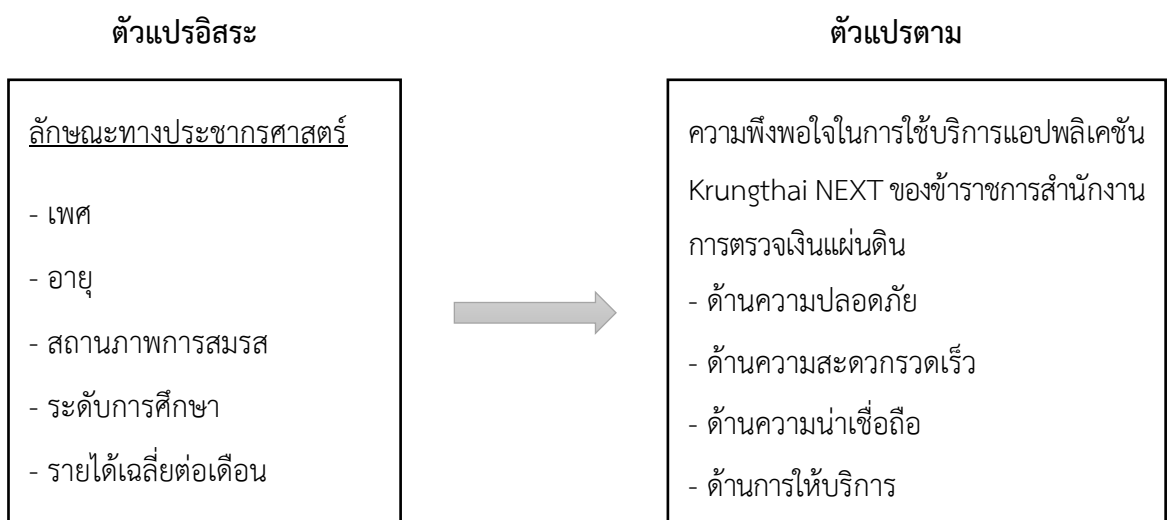 ตัวแปรอิสระ
ลักษณะทางประชากรศาสตร์
- เพศ
- อายุ
- สถานภาพการสมรส
- ระดับการศึกษา
- รายได้เฉลี่ยต่อเดือน
ตัวแปรตาม
ความพึงพอใจในการใช้บริการแอปพลิเคชัน
Krungthai NEXT ของข้าราชการสำนักงาน
การตรวจเงินแผ่นดิน
- ด้านความปลอดภัย
- ด้านความสะดวกรวดเร็ว
- ด้านความน่าเชื่อถือ
- ด้านการให้บริการ